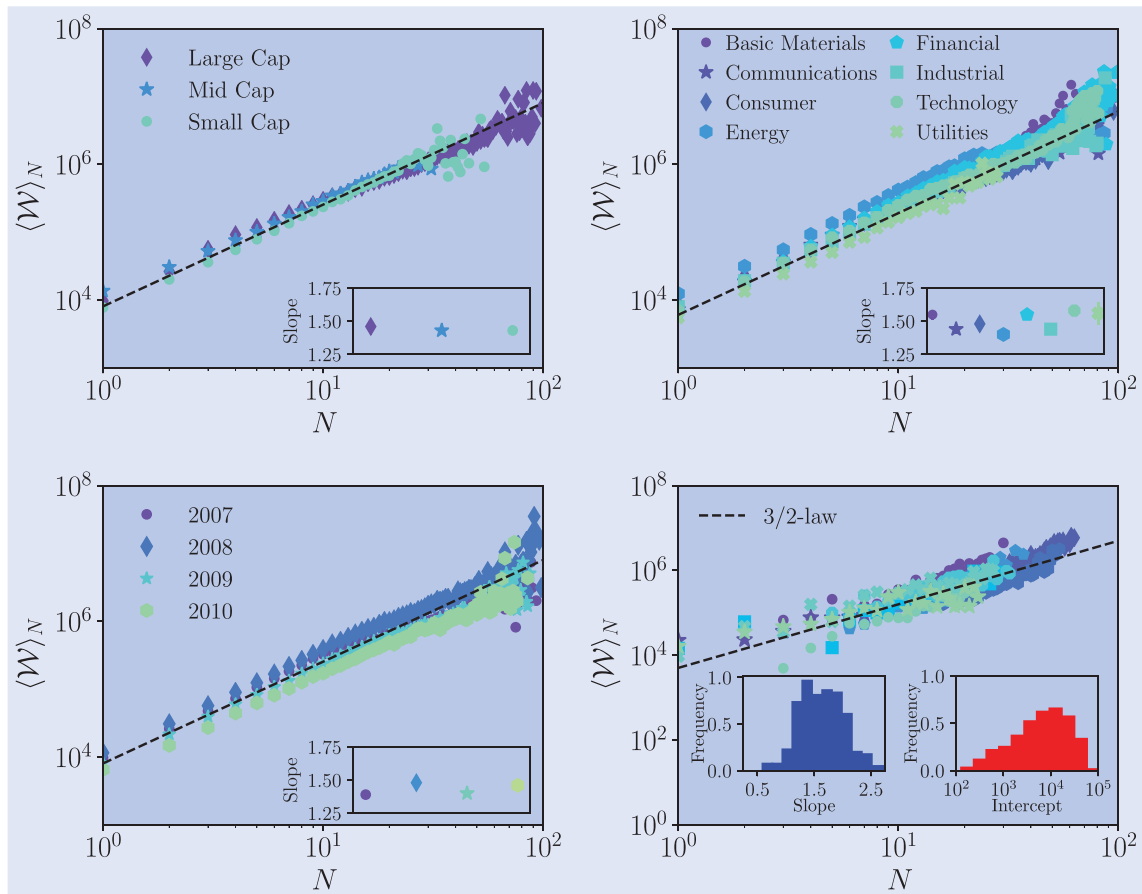 10^8
10^6
10^4
⟨𝒲⟩_N
Large Cap
Mid Cap
Small Cap
1.75
1.50
1.25
Slope
10^0
10^1
10^2
N
10^8
10^6
10^4
⟨𝒲⟩_N
Basic Materials
Communications
Consumer
Energy
Financial
Industrial
Technology
Utilities
1.75
1.50
1.25
Slope
10^0
10^1
10^2
N
10^8
10^6
10^4
⟨𝒲⟩_N
2007
2008
2009
2010
1.75
1.50
1.25
Slope
10^0
10^1
10^2
N
10^8
10^6
10^4
10^2
10^0
⟨𝒲⟩_N
3/2-law
1.0
0.5
0.0
Frequency
0.5
1.5
2.5
Slope
1.0
0.5
0.0
Frequency
10^2
10^3
10^4
10^5
Intercept
10^0
10^1
10^2
N